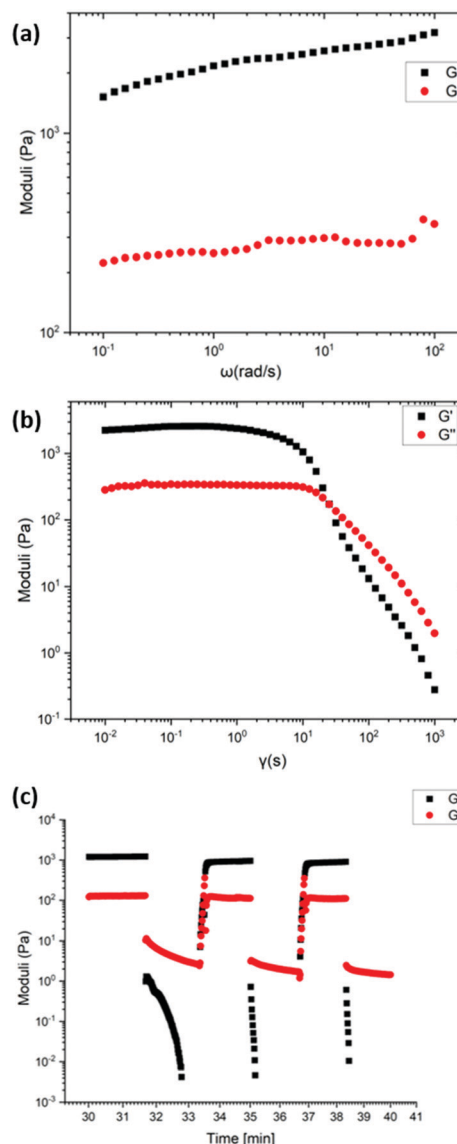 (a)
Moduli (Pa)
10³
10²
G
G
10⁻¹ 10⁰ 10¹ 10²
ω(rad/s)
(b)
Moduli (Pa)
10³
10²
10¹
10⁰
10⁻¹
G'
G''
10⁻² 10⁻¹ 10⁰ 10¹ 10² 10³
γ(s)
(c)
Moduli (Pa)
10⁴
10³
10²
10¹
10⁰
10⁻¹
10⁻²
10⁻³
G
G
30 31 32 33 34 35 36 37 38 39 40 41
Time [min]